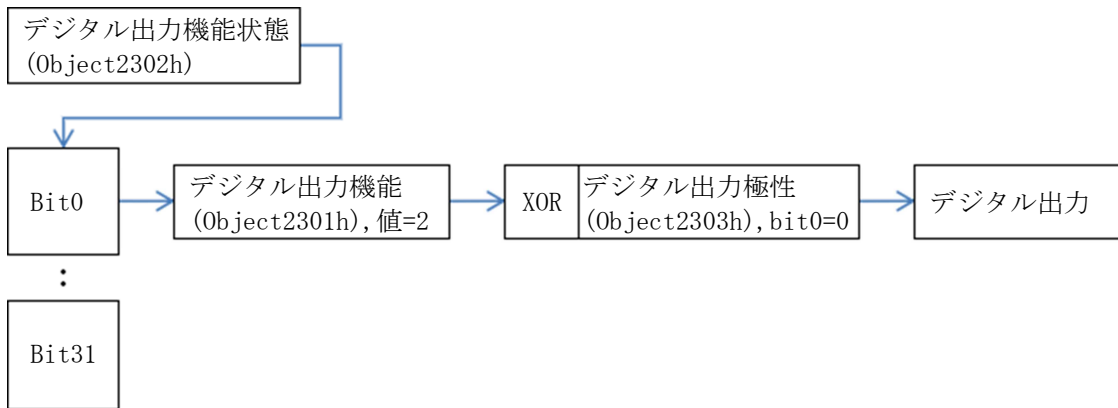 デジタル出力機能状態
(Object2302h)
Bit0
デジタル出力機能
(Object2301h),値=2
XOR
デジタル出力極性
(Object2303h),bit0=0
デジタル出力
:
Bit31